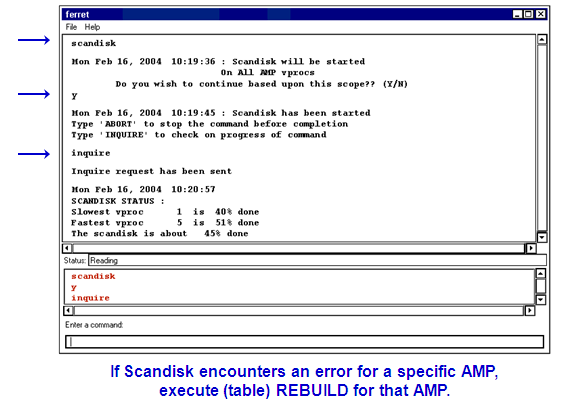 ferret
File Help
scandisk
Mon Feb 16, 2004 10:19:36 : Scandisk will be started
On All AMP vprocs
Do you wish to continue based upon this scope?? (Y/N)
y
Mon Feb 16, 2004 10:19:45 : Scandisk has been started
Type 'ABORT' to stop the command before completion
Type 'INQUIRE' to check on progress of command
inquire
Inquire request has been sent
Mon Feb 16, 2004 10:20:57
SCANDISK STATUS :
Slowest vproc 1 is 40% done
Fastest vproc 5 is 51% done
The scandisk is about 45% done
Status: Reading
scandisk
y
inquire
Enter a command:
If Scandisk encounters an error for a specific AMP,
execute (table) REBUILD for that AMP.